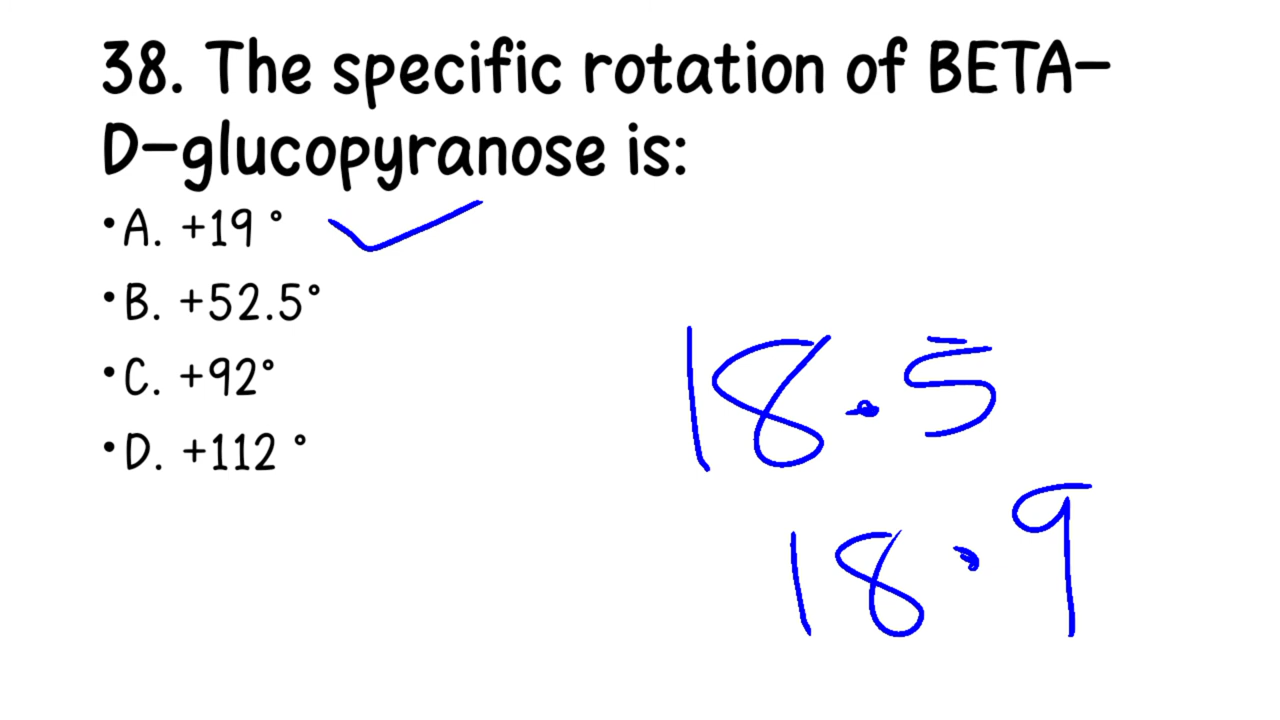 38. The specific rotation of BETA-
D-glucopyranose is:
•A. +19 °
•B. +52.5°
•C. +92°
•D. +112 °
18.5
18.9